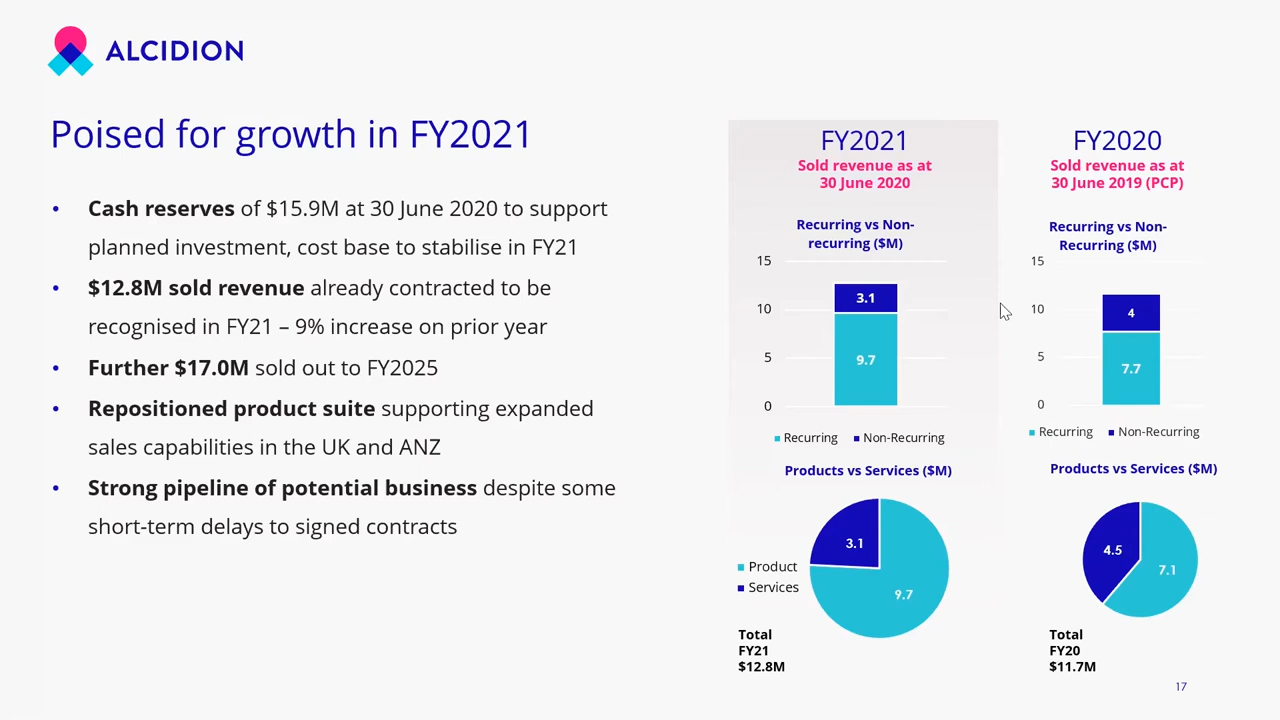 ALCIDION
Poised for growth in FY2021
• Cash reserves of $15.9M at 30 June 2020 to support
planned investment, cost base to stabilise in FY21
• $12.8M sold revenue already contracted to be
recognised in FY21 – 9% increase on prior year
• Further $17.0M sold out to FY2025
• Repositioned product suite supporting expanded
sales capabilities in the UK and ANZ
• Strong pipeline of potential business despite some
short-term delays to signed contracts
FY2021
Sold revenue as at
30 June 2020
Recurring vs Non-
recurring ($M)
15
10
5
0
3.1
9.7
Recurring Non-Recurring
Products vs Services ($M)
Product
Services
3.1
9.7
Total
FY21
$12.8M
FY2020
Sold revenue as at
30 June 2019 (PCP)
Recurring vs Non-
Recurring ($M)
15
10
5
0
4
7.7
Recurring Non-Recurring
Products vs Services ($M)
4.5
7.1
Total
FY20
$11.7M
17